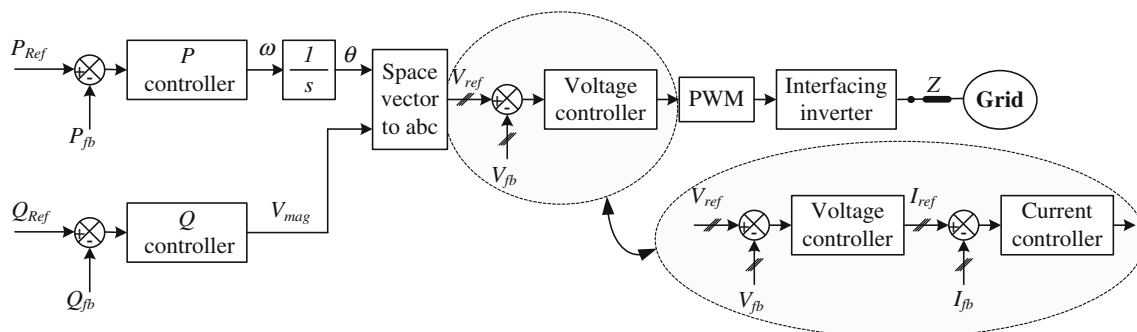 P_Ref
+
-
P_fb
P
controller
ω
1
s
θ
Space
vector
to abc
V_ref
+
-
V_fb
Voltage
controller
PWM
Interfacing
inverter
Z
Grid
Q_Ref
+
-
Q_fb
Q
controller
V_mag
V_ref
+
-
V_fb
Voltage
controller
I_ref
+
-
I_fb
Current
controller